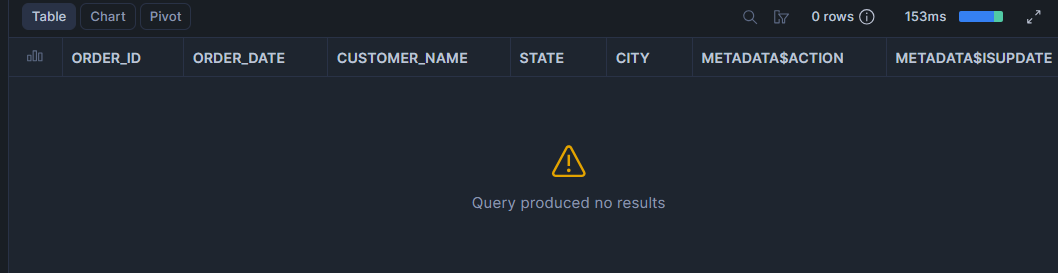 Table Chart Pivot 0 rows 153ms
ORDER_ID ORDER_DATE CUSTOMER_NAME STATE CITY METADATA$ACTION METADATA$ISUPDATE
Query produced no results